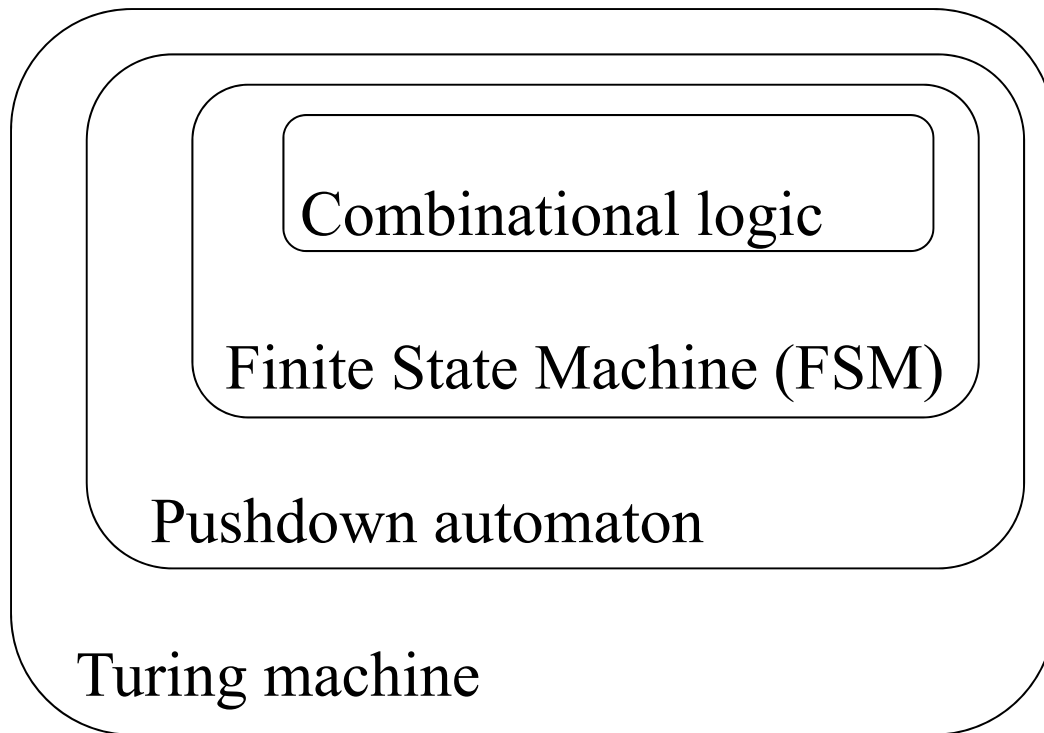 Combinational logic
Finite State Machine (FSM)
Pushdown automaton
Turing machine